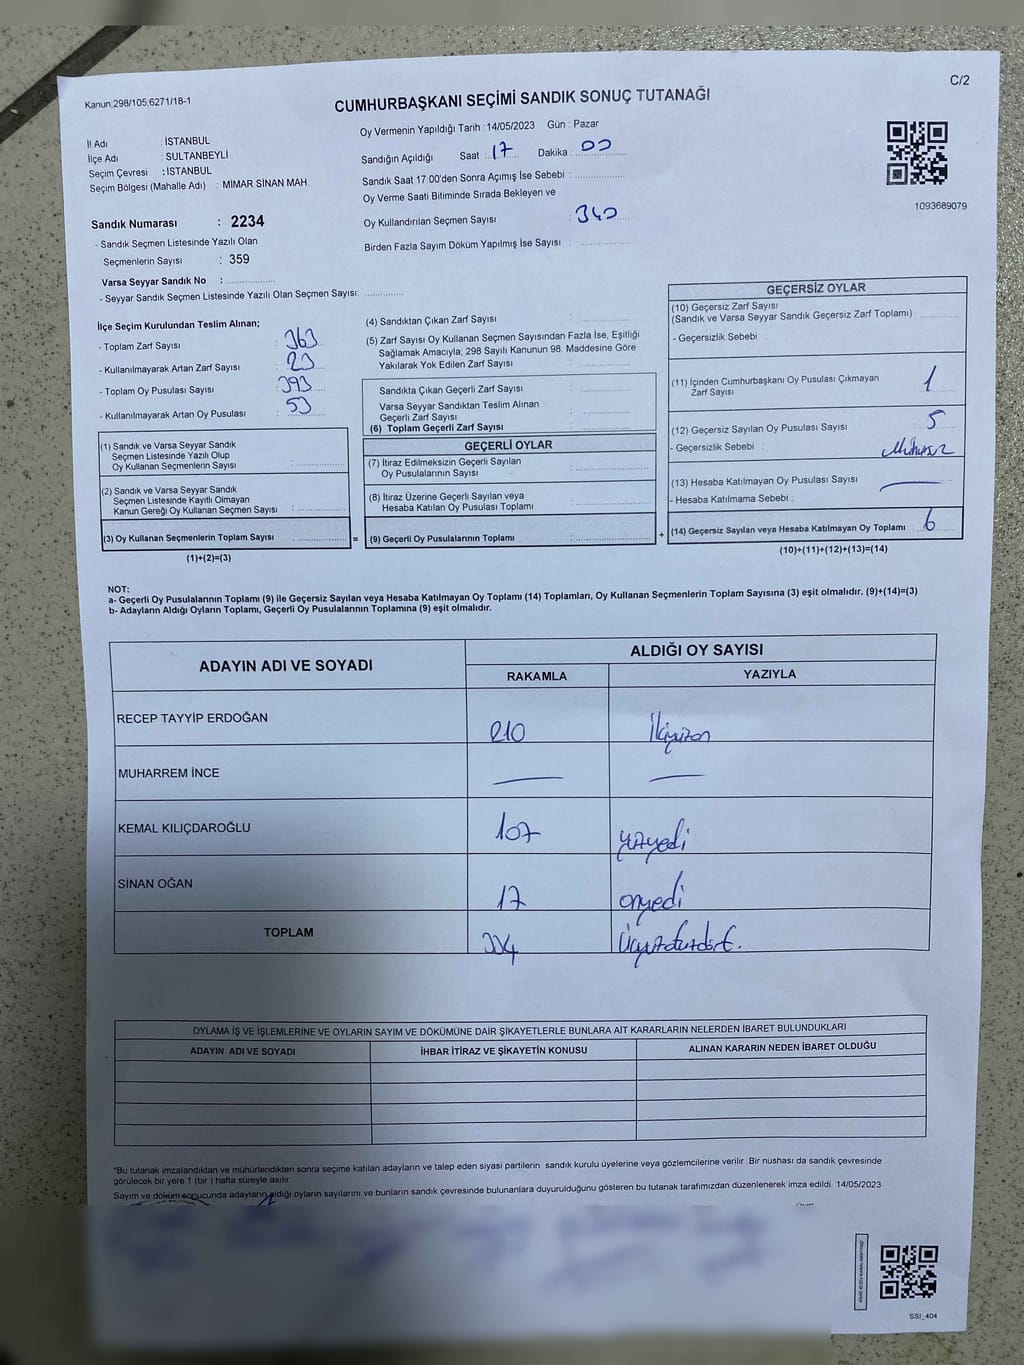 C/2
Kanun:298/105,6271/18-1
CUMHURBAŞKANI SEÇİMİ SANDIK SONUÇ TUTANAĞI
İl Adı : İSTANBUL
İlçe Adı : SULTANBEYLİ
Seçim Çevresi : İSTANBUL
Seçim Bölgesi (Mahalle Adı) : MİMAR SİNAN MAH.
Oy Vermenin Yapıldığı Tarih : 14/05/2023 Gün : Pazar
Sandığın Açıldığı Saat : 17 Dakika : 00
Sandık Saat 17:00'den Sonra Açımış İse Sebebi :
Oy Verme Saati Bitiminde Sırada Bekleyen ve
Oy Kullandırılan Seçmen Sayısı : 340
Birden Fazla Sayım Döküm Yapılmış İse Sayısı :
1093689079
Sandık Numarası : 2234
- Sandık Seçmen Listesinde Yazılı Olan
Seçmenlerin Sayısı : 359
Varsa Seyyar Sandık No :
- Seyyar Sandık Seçmen Listesinde Yazılı Olan Seçmen Sayısı:
İlçe Seçim Kurulundan Teslim Alınan;
- Toplam Zarf Sayısı : 363
- Kullanılmayarak Artan Zarf Sayısı : 23
- Toplam Oy Pusulası Sayısı : 393
- Kullanılmayarak Artan Oy Pusulası : 53
(1) Sandık ve Varsa Seyyar Sandık
Seçmen Listesinde Yazılı Olup
Oy Kullanan Seçmenlerin Sayısı :
(2) Sandık ve Varsa Seyyar Sandık
Seçmen Listesinde Kayıtlı Olmayan
Kanun Gereği Oy Kullanan Seçmen Sayısı :
(3) Oy Kullanan Seçmenlerin Toplam Sayısı :
(1)+(2)=(3)
=
(4) Sandıktan Çıkan Zarf Sayısı :
(5) Zarf Sayısı Oy Kullanan Seçmen Sayısından Fazla İse, Eşitliği
Sağlamak Amacıyla; 298 Sayılı Kanunun 98. Maddesine Göre
Yakılarak Yok Edilen Zarf Sayısı :
Sandıkta Çıkan Geçerli Zarf Sayısı :
Varsa Seyyar Sandıktan Teslim Alınan
Geçerli Zarf Sayısı :
(6) Toplam Geçerli Zarf Sayısı :
GEÇERLİ OYLAR
(7) İtiraz Edilmeksizin Geçerli Sayılan
Oy Pusulalarının Sayısı :
(8) İtiraz Üzerine Geçerli Sayılan veya
Hesaba Katılan Oy Pusulası Toplamı :
(9) Geçerli Oy Pusulalarının Toplamı :
+
GEÇERSİZ OYLAR
(10) Geçersiz Zarf Sayısı
(Sandık ve Varsa Seyyar Sandık Geçersiz Zarf Toplamı) :
- Geçersizlik Sebebi :
(11) İçinden Cumhurbaşkanı Oy Pusulası Çıkmayan
Zarf Sayısı 1
(12) Geçersiz Sayılan Oy Pusulası Sayısı : 5
- Geçersizlik Sebebi : Mühürsüz
(13) Hesaba Katılmayan Oy Pusulası Sayısı :
- Hesaba Katılmama Sebebi :
(14) Geçersiz Sayılan veya Hesaba Katılmayan Oy Toplamı : 6
(10)+(11)+(12)+(13)=(14)
NOT:
a- Geçerli Oy Pusulalarının Toplamı (9) ile Geçersiz Sayılan veya Hesaba Katılmayan Oy Toplamı (14) Toplamları, Oy Kullanan Seçmenlerin Toplam Sayısına (3) eşit olmalıdır. (9)+(14)=(3)
b- Adayların Aldığı Oyların Toplamı, Geçerli Oy Pusulalarının Toplamına (9) eşit olmalıdır.
ADAYIN ADI VE SOYADI
ALDIĞI OY SAYISI
RAKAMLA YAZIYLA
RECEP TAYYİP ERDOĞAN 210 İkiyüzon
MUHARREM İNCE
KEMAL KILIÇDAROĞLU 107 yüzyedi
SİNAN OĞAN 17 onyedi
TOPLAM 334 Üçyüzotuzdört.
OYLAMA İŞ VE İŞLEMLERİNE VE OYLARIN SAYIM VE DÖKÜMÜNE DAİR ŞİKAYETLERLE BUNLARA AİT KARARLARIN NELERDEN İBARET BULUNDUKLARI
ADAYIN ADI VE SOYADI İHBAR İTİRAZ VE ŞİKAYETİN KONUSU ALINAN KARARIN NEDEN İBARET OLDUĞU
*Bu tutanak imzalandıktan ve mühürlendikten sonra seçime katılan adayların ve talep eden siyasi partilerin sandık kurulu üyelerine veya gözlemcilerine verilir. Bir nüshası da sandık çevresinde
görülecek bir yere 1 (bir ) hafta süreyle asılır.
Sayım ve döküm sonucunda adayların aldığı oyların sayılarını ve bunların sandık çevresinde bulunanlara duyurulduğunu gösteren bu tutanak tarafımızdan düzenlenerek imza edildi. 14/05/2023
SSI_404